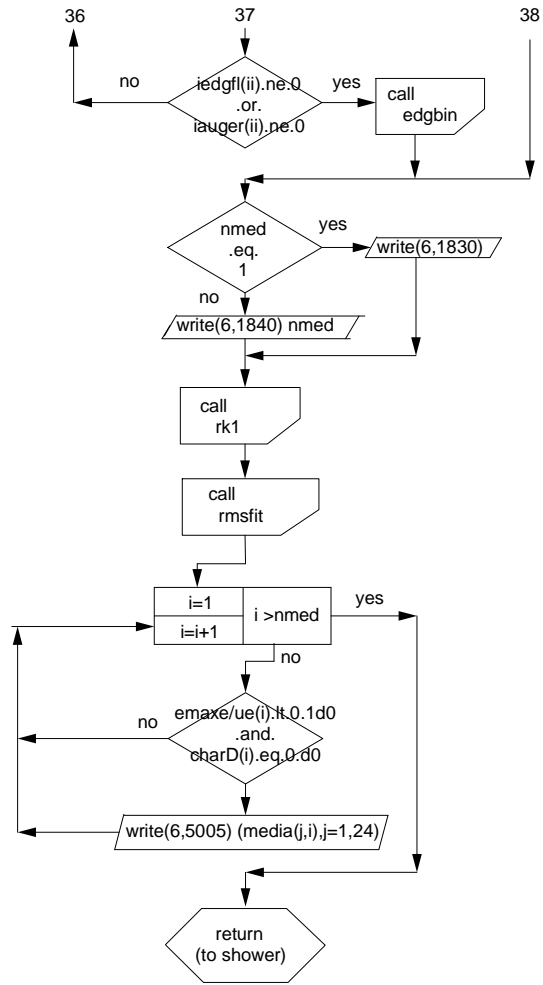 36
37
38
no
iedgfl(ii).ne.0
.or.
iauger(ii).ne.0
yes
call
edgbin
nmed
.eq.
1
yes
write(6,1830)
no
write(6,1840) nmed
call
rk1
call
rmsfit
i=1
i=i+1
i >nmed
yes
no
emaxe/ue(i).lt.0.1d0
.and.
charD(i).eq.0.d0
no
write(6,5005) (media(j,i),j=1,24)
return
(to shower)